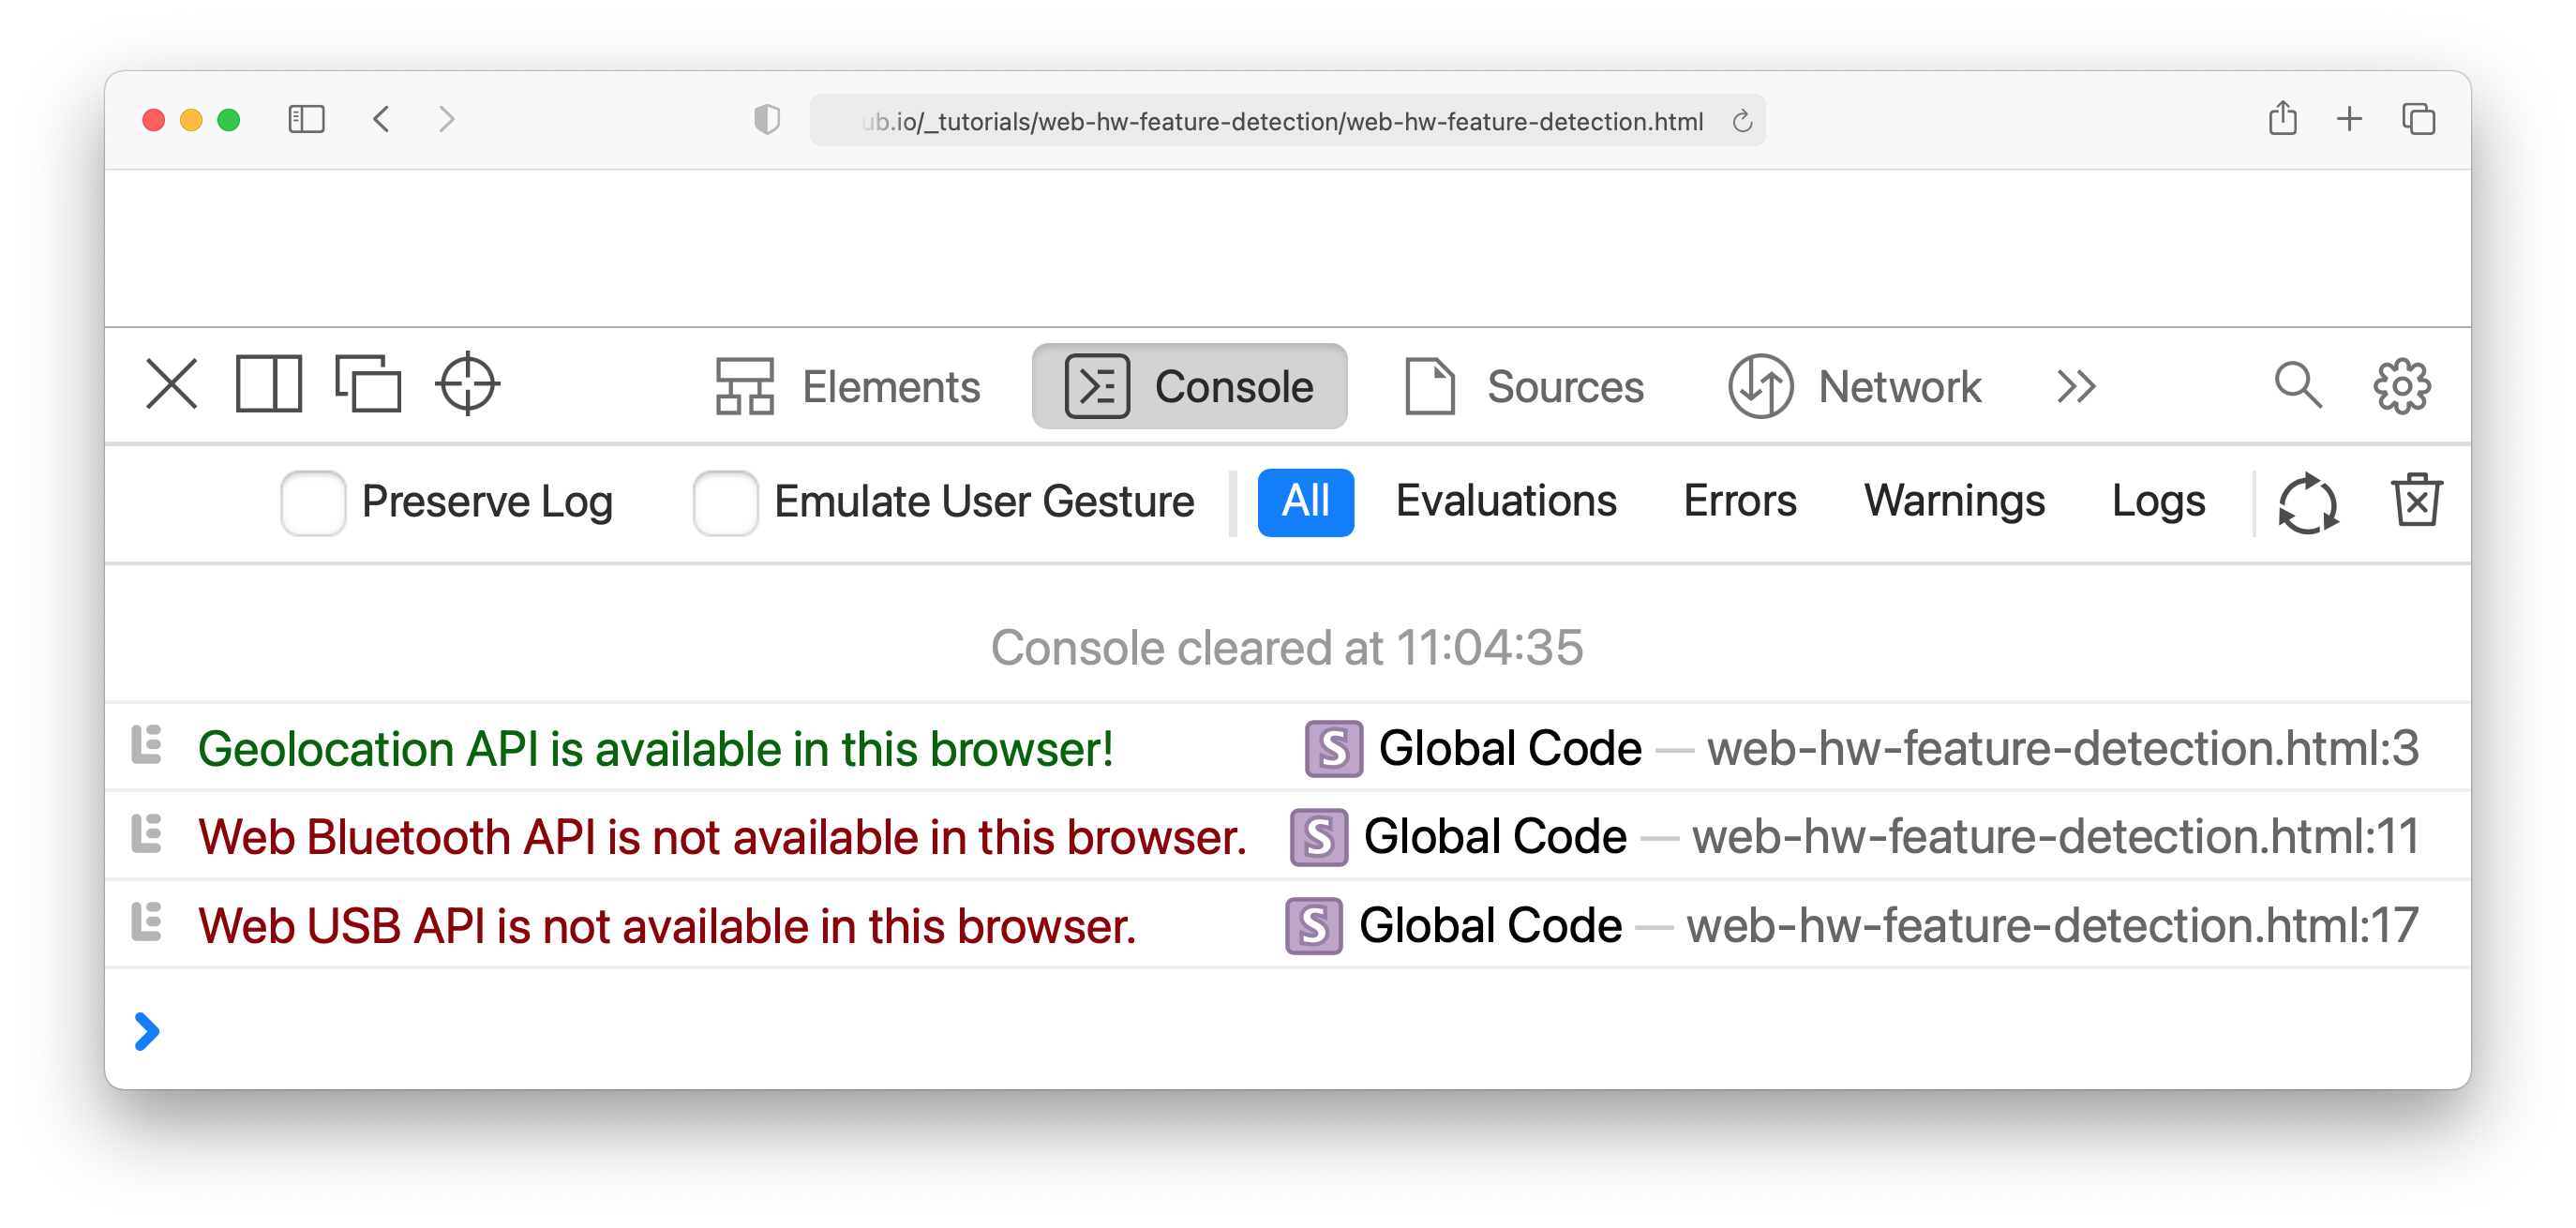 ub.io/_tutorials/web-hw-feature-detection/web-hw-feature-detection.html
Elements Console Sources Network
Preserve Log Emulate User Gesture All Evaluations Errors Warnings Logs
Console cleared at 11:04:35
Geolocation API is available in this browser! S Global Code — web-hw-feature-detection.html:3
Web Bluetooth API is not available in this browser. S Global Code — web-hw-feature-detection.html:11
Web USB API is not available in this browser. S Global Code — web-hw-feature-detection.html:17